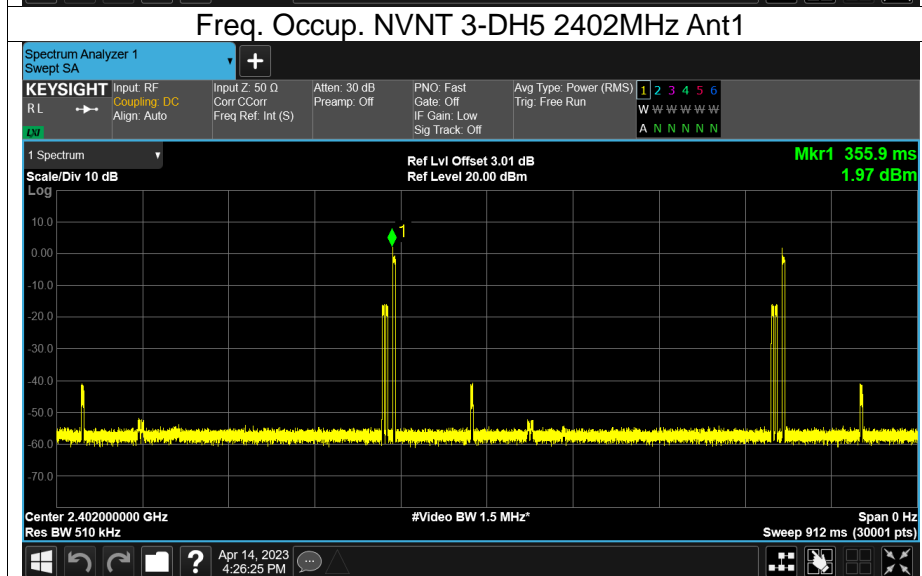 Freq. Occup. NVNT 3-DH5 2402MHz Ant1
Spectrum Analyzer 1
Swept SA
KEYSIGHT
R L
LXI
Input: RF
Coupling: DC
Align: Auto
Input Z: 50 Ω
Corr CCorr
Freq Ref: Int (S)
Atten: 30 dB
Preamp: Off
PNO: Fast
Gate: Off
IF Gain: Low
Sig Track: Off
Avg Type: Power (RMS)
Trig: Free Run
1 2 3 4 5 6
W W W W W W
A N N N N N
1 Spectrum
Scale/Div 10 dB
Log
Ref Lvl Offset 3.01 dB
Ref Level 20.00 dBm
Mkr1 355.9 ms
1.97 dBm
1
10.0
0.00
-10.0
-20.0
-30.0
-40.0
-50.0
-60.0
-70.0
Center 2.402000000 GHz
Res BW 510 kHz
#Video BW 1.5 MHz*
Span 0 Hz
Sweep 912 ms (30001 pts)
?
Apr 14, 2023
4:26:25 PM